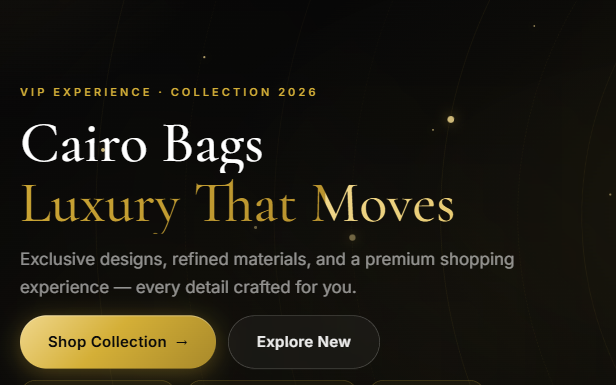 VIP EXPERIENCE · COLLECTION 2026
Cairo Bags
Luxury That Moves
Exclusive designs, refined materials, and a premium shopping
experience — every detail crafted for you.
Shop Collection →
Explore New